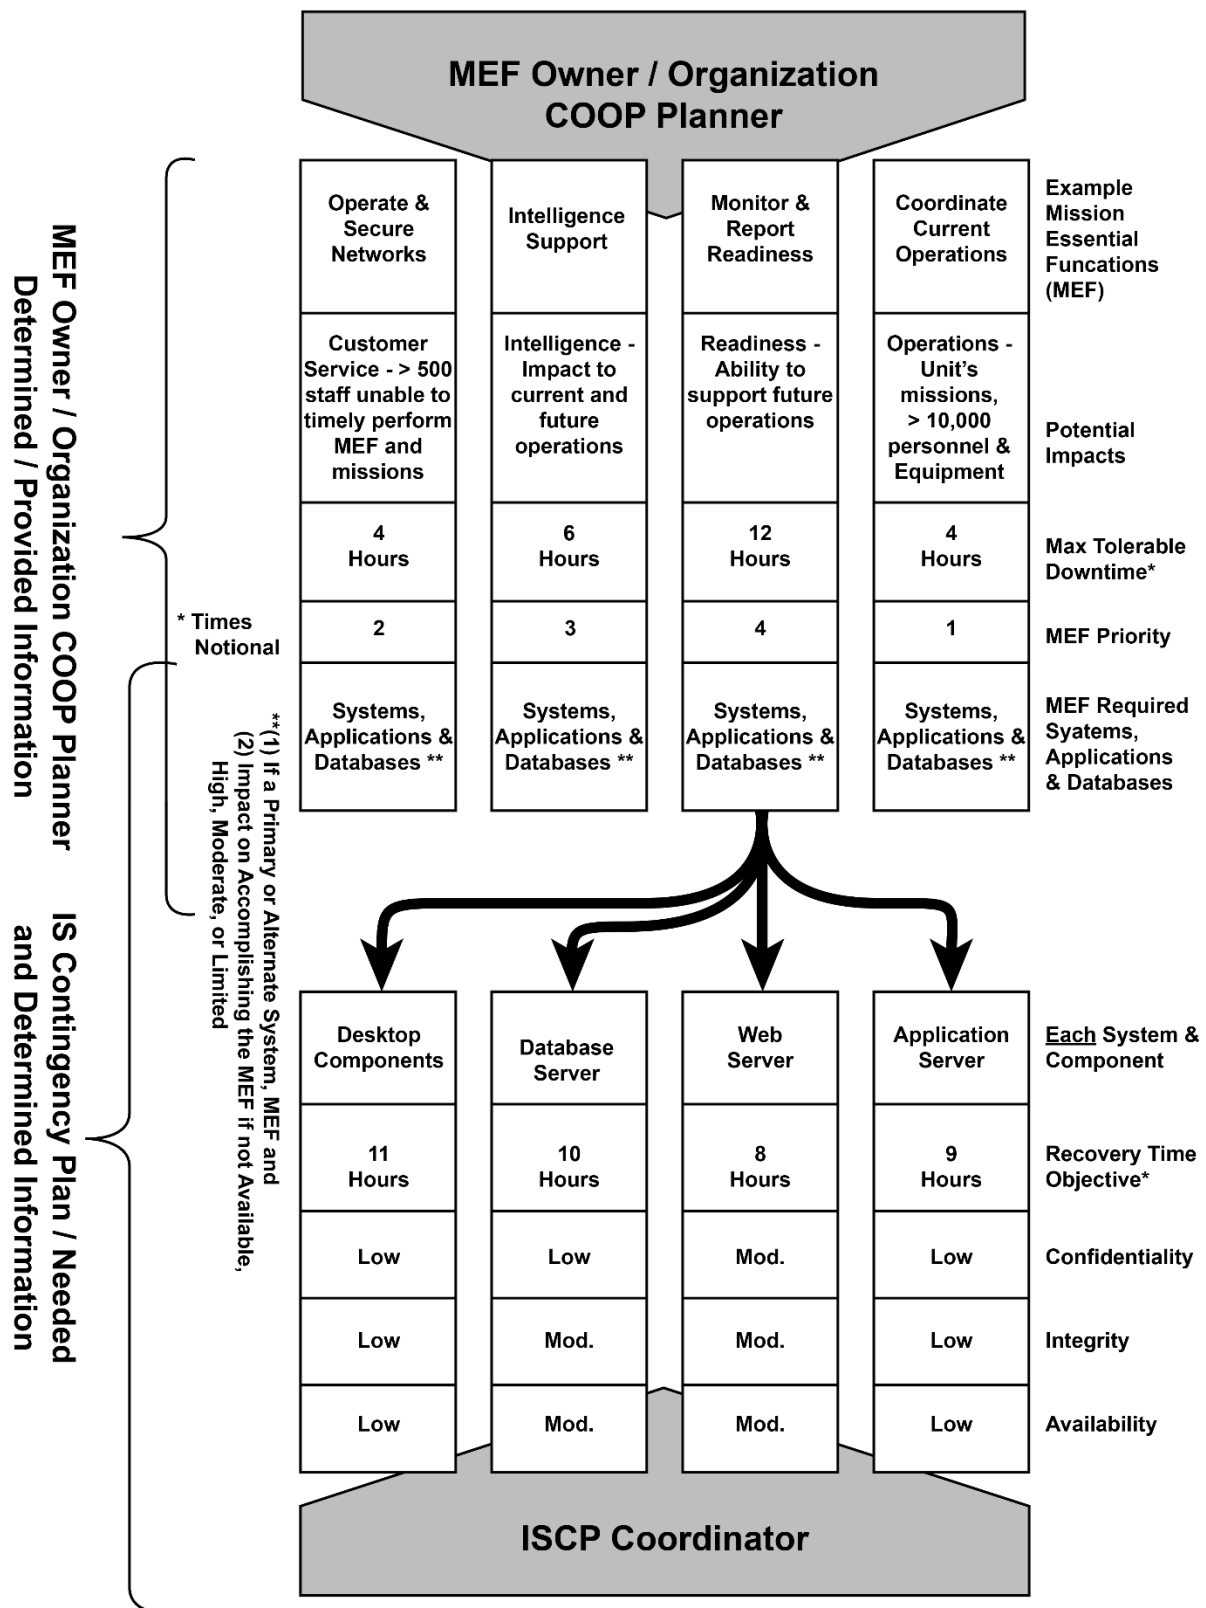 MEF Owner / Organization
COOP Planner
Operate &
Secure
Networks
Intelligence
Support
Monitor &
Report
Readiness
Coordinate
Current
Operations
Example
Mission
Essential
Funcations
(MEF)
Customer
Service - > 500
staff unable to
timely perform
MEF and
missions
Intelligence -
Impact to
current and
future
operations
Readiness -
Ability to
support future
operations
Operations -
Unit's
missions,
> 10,000
personnel &
Equipment
Potential
Impacts
4
Hours
6
Hours
12
Hours
4
Hours
Max Tolerable
Downtime*
* Times
Notional
2
3
4
1
MEF Priority
Systems,
Applications &
Databases **
Systems,
Applications &
Databases **
Systems,
Applications &
Databases **
Systems,
Applications &
Databases **
MEF Required
Systems,
Applications
& Databases
MEF Owner / Organization COOP Planner
Determined / Provided Information
**(1) If a Primary or Alternate System, MEF and
(2) Impact on Accomplishing the MEF if not Available,
High, Moderate, or Limited
IS Contingency Plan / Needed
and Determined Information
Desktop
Components
Database
Server
Web
Server
Application
Server
Each System &
Component
11
Hours
10
Hours
8
Hours
9
Hours
Recovery Time
Objective*
Low
Low
Mod.
Low
Confidentiality
Low
Mod.
Mod.
Low
Integrity
Low
Mod.
Mod.
Low
Availability
ISCP Coordinator